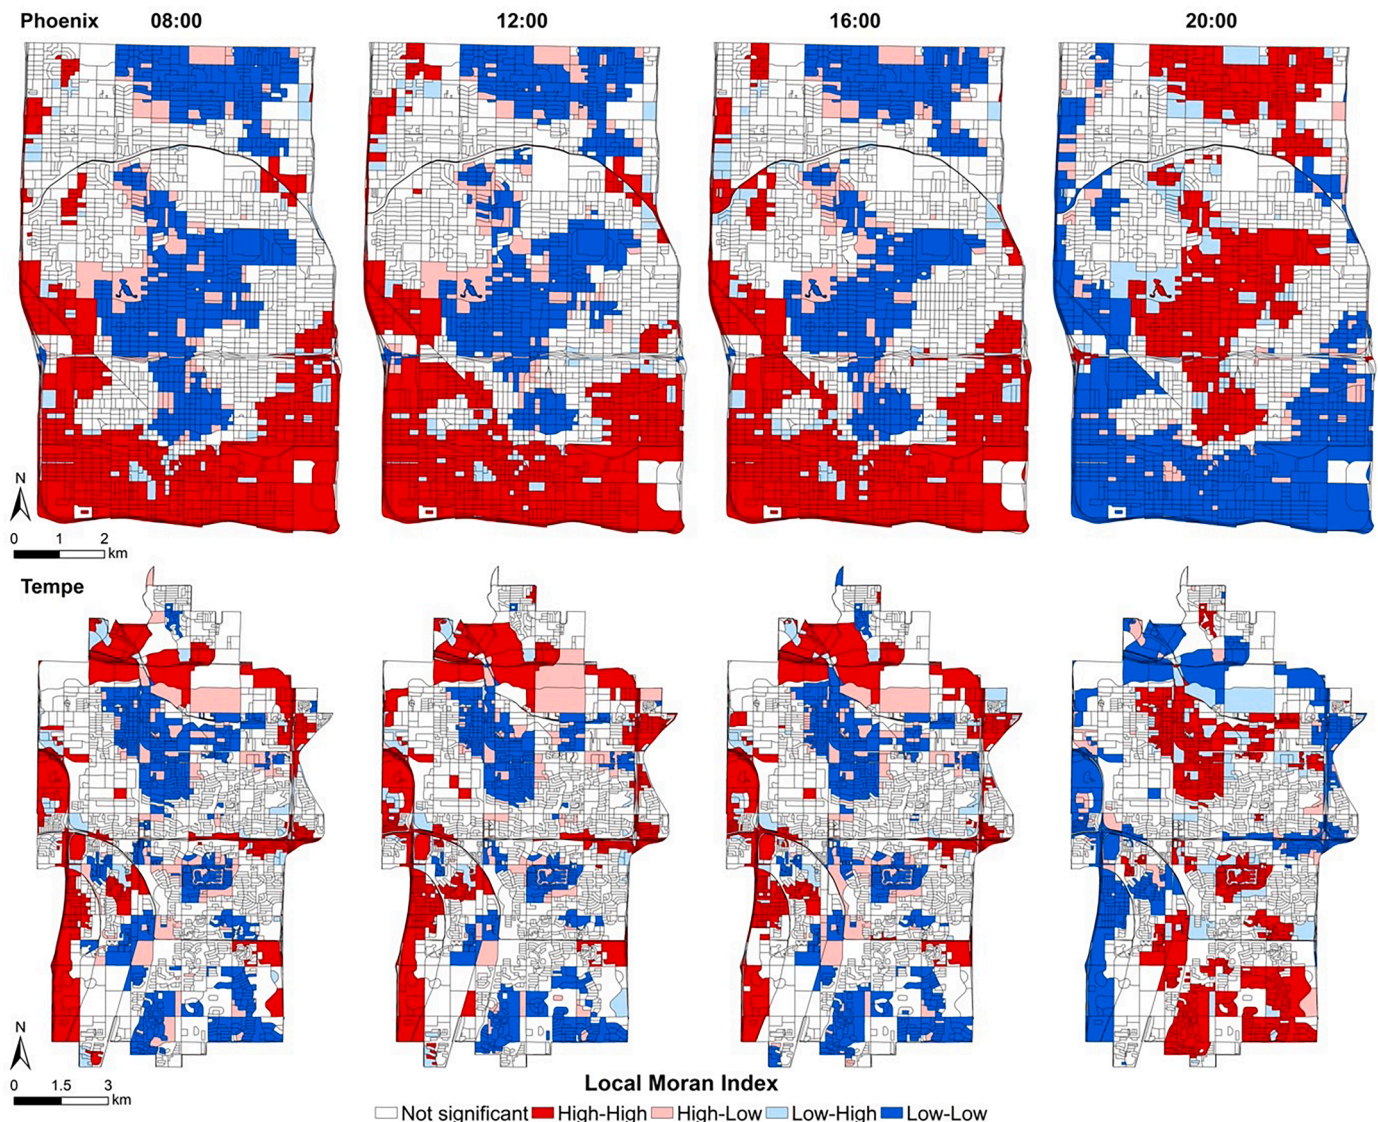 Phoenix 08:00 12:00 16:00 20:00
N
0 1 2
km
Tempe
N
0 1.5 3
km
Local Moran Index
Not significant High-High High-Low Low-High Low-Low